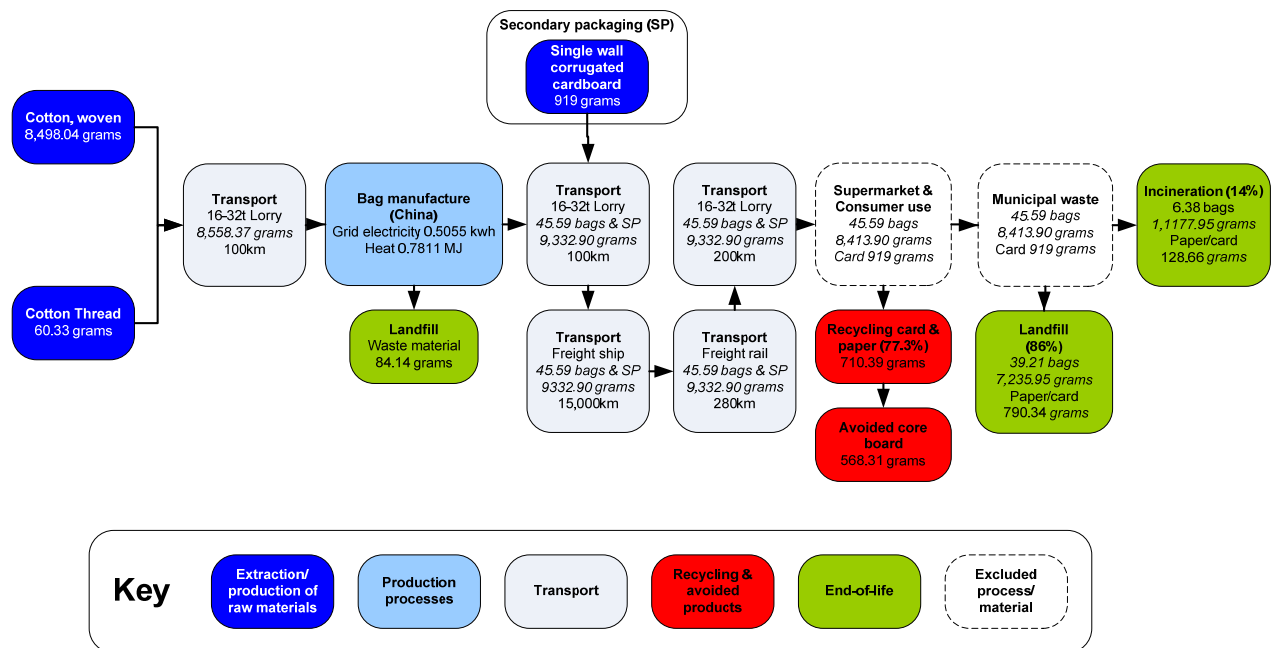 Secondary packaging (SP)
Single wall
corrugated
cardboard
919 grams
Cotton, woven
8,498.04 grams
Cotton Thread
60.33 grams
Transport
16-32t Lorry
8,558.37 grams
100km
Bag manufacture
(China)
Grid electricity 0.5055 kwh
Heat 0.7811 MJ
Landfill
Waste material
84.14 grams
Transport
16-32t Lorry
45.59 bags & SP
9,332.90 grams
100km
Transport
Freight ship
45.59 bags & SP
9332.90 grams
15,000km
Transport
Freight rail
45.59 bags & SP
9,332.90 grams
280km
Transport
16-32t Lorry
45.59 bags & SP
9,332.90 grams
200km
Supermarket &
Consumer use
45.59 bags
8,413.90 grams
Card 919 grams
Recycling card &
paper (77.3%)
710.39 grams
Avoided core
board
568.31 grams
Municipal waste
45.59 bags
8,413.90 grams
Card 919 grams
Incineration (14%)
6.38 bags
1,1177.95 grams
Paper/card
128.66 grams
Landfill
(86%)
39.21 bags
7,235.95 grams
Paper/card
790.34 grams
Key
Extraction/
production of
raw materials
Production
processes
Transport
Recycling &
avoided
products
End-of-life
Excluded
process/
material